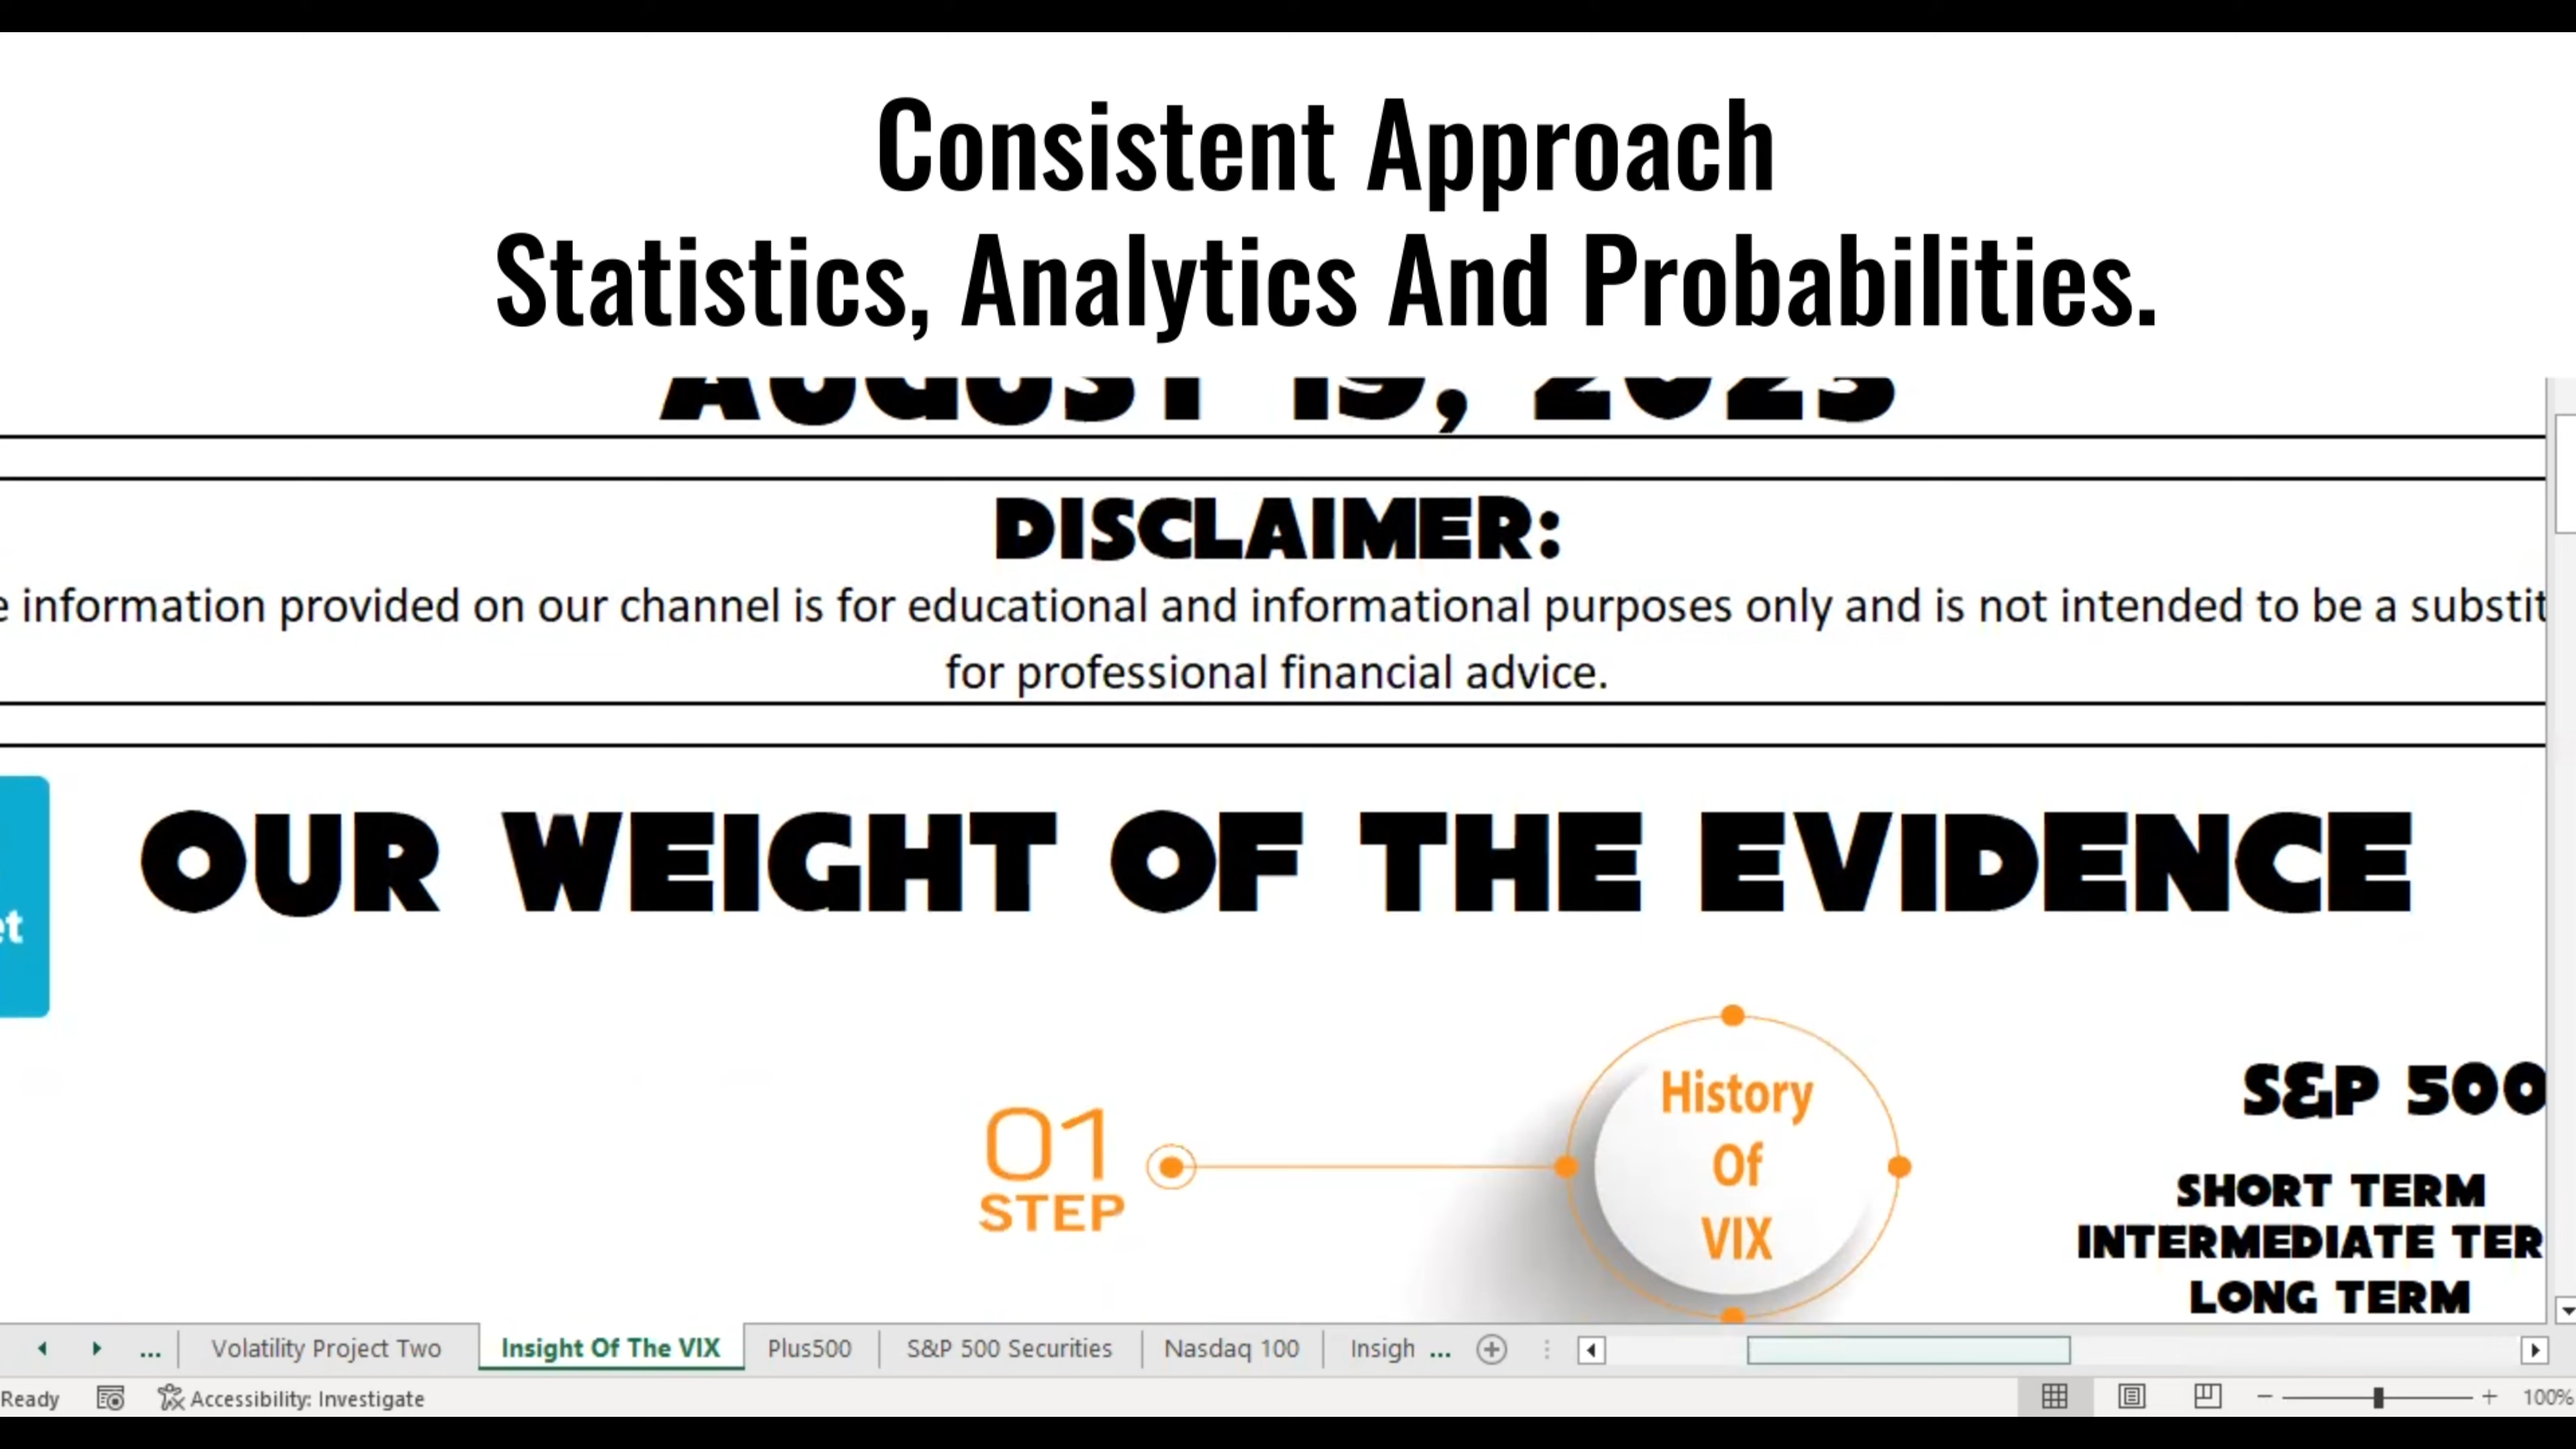 Consistent Approach
Statistics, Analytics And Probabilities.
DISCLAIMER:
information provided on our channel is for educational and informational purposes only and is not intended to be a substit
for professional financial advice.
et
OUR WEIGHT OF THE EVIDENCE
01
STEP
History
Of
VIX
S&P 500
SHORT TERM
INTERMEDIATE TER
LONG TERM
... Volatility Project Two Insight Of The VIX Plus500 S&P 500 Securities Nasdaq 100 Insigh ...
Ready Accessibility: Investigate 100%